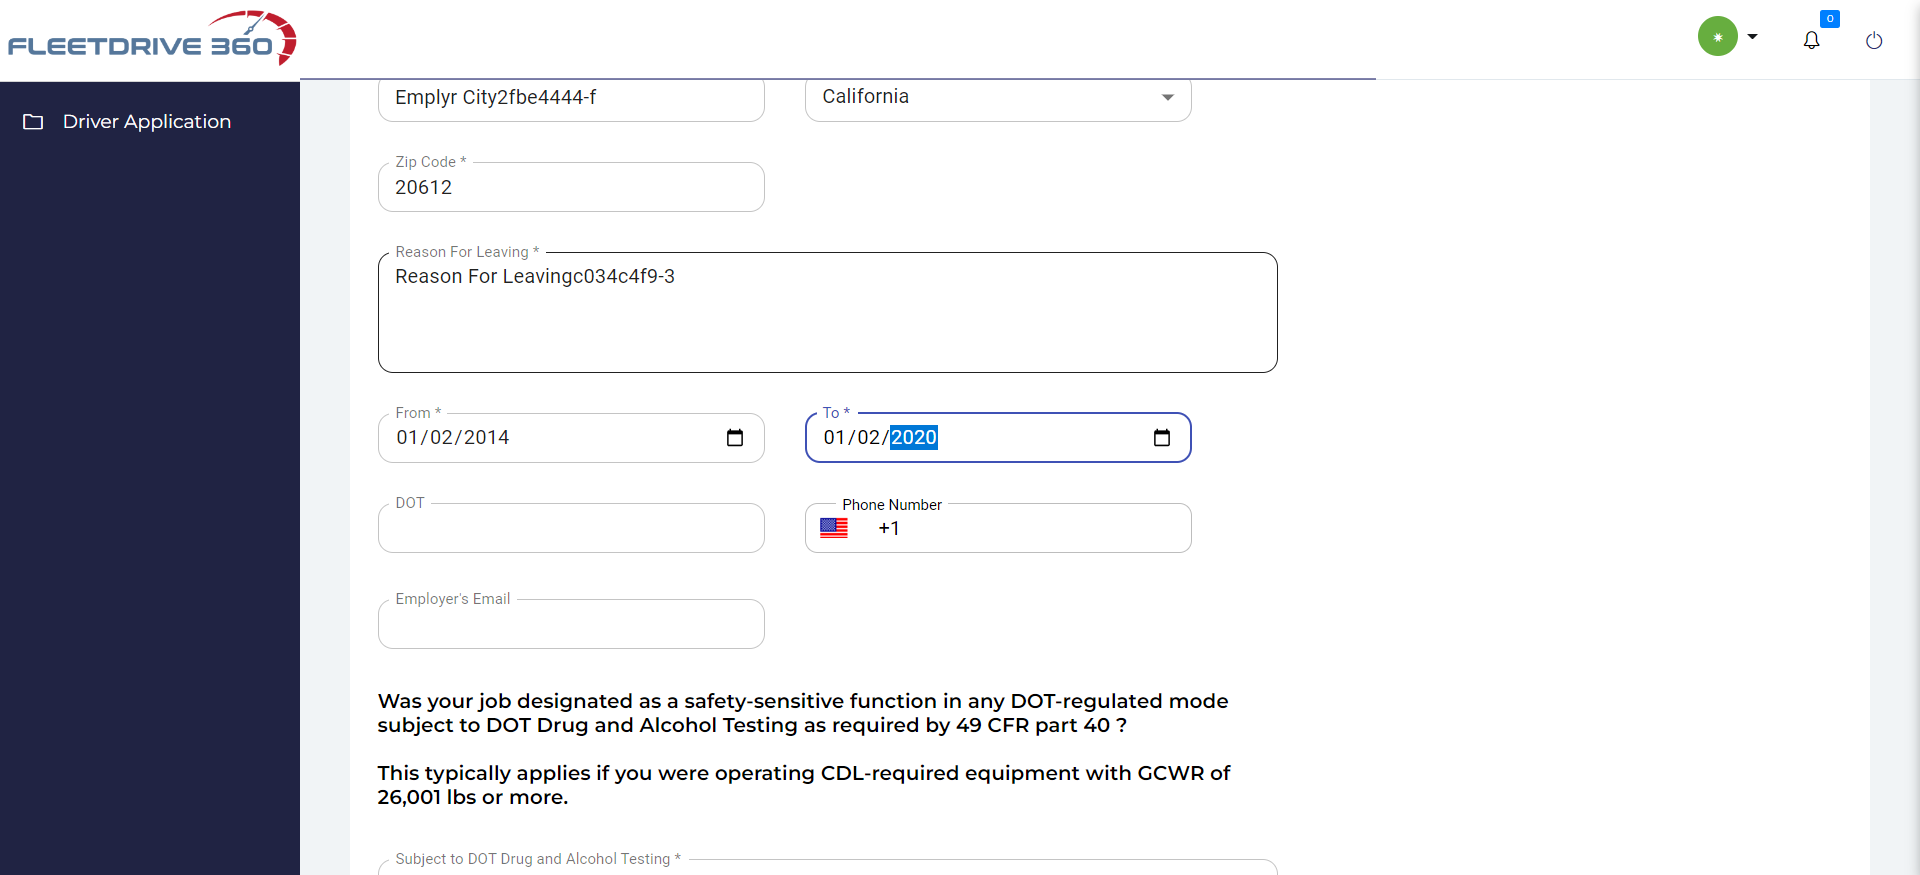 FLEETDRIVE 360
0
Driver Application
Emplyr City2fbe4444-f
California
Zip Code *
20612
Reason For Leaving *
Reason For Leavingc034c4f9-3
From *
01/02/2014
To *
01/02/2020
DOT
Phone Number
+1
Employer's Email
Was your job designated as a safety-sensitive function in any DOT-regulated mode
subject to DOT Drug and Alcohol Testing as required by 49 CFR part 40 ?
This typically applies if you were operating CDL-required equipment with GCWR of
26,001 lbs or more.
Subject to DOT Drug and Alcohol Testing *